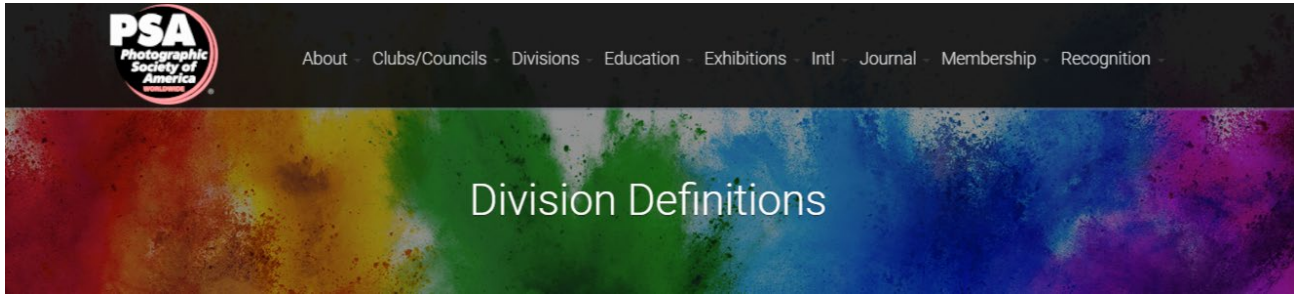 PSA
Photographic
Society of
America
WORLDWIDE
®
About - Clubs/Councils - Divisions - Education - Exhibitions - Intl - Journal - Membership - Recognition -
Division Definitions